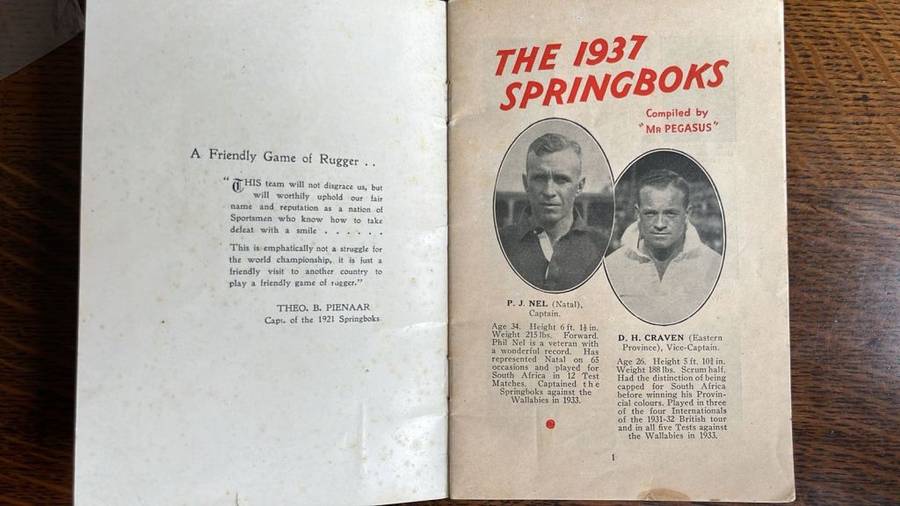 A Friendly Game of Rugger . .
"THIS team will not disgrace us, but
will worthily uphold our fair
name and reputation as a nation of
Sportsmen who know how to take
defeat with a smile . . . . . .
This is emphatically not a struggle for
the world championship, it is just a
friendly visit to another country to
play a friendly game of rugger."
THEO. B. PIENAAR
Capt. of the 1921 Springboks
THE 1937
SPRINGBOKS
Compiled by
"MR PEGASUS"
P. J. NEL (Natal),
Captain.
Age 34. Height 6 ft. 1½ in.
Weight 215 lbs. Forward.
Phil Nel is a veteran with
a wonderful record. Has
represented Natal on 65
occasions and played for
South Africa in 12 Test
Matches. Captained the
Springboks against the
Wallabies in 1933.
D. H. CRAVEN (Eastern
Province), Vice-Captain.
Age 26. Height 5 ft. 10½ in.
Weight 188 lbs. Scrum half.
Had the distinction of being
capped for South Africa
before winning his Provin-
cial colours. Played in three
of the four Internationals
of the 1931-32 British tour
and in all five Tests against
the Wallabies in 1933.
1